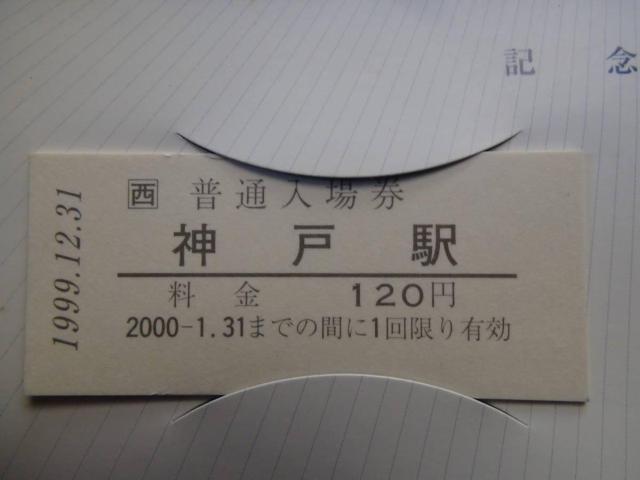 記 念
西 普通入場券
神戸駅
料金 120円
2000-1.31までの間に1回限り有効
1999.12.31